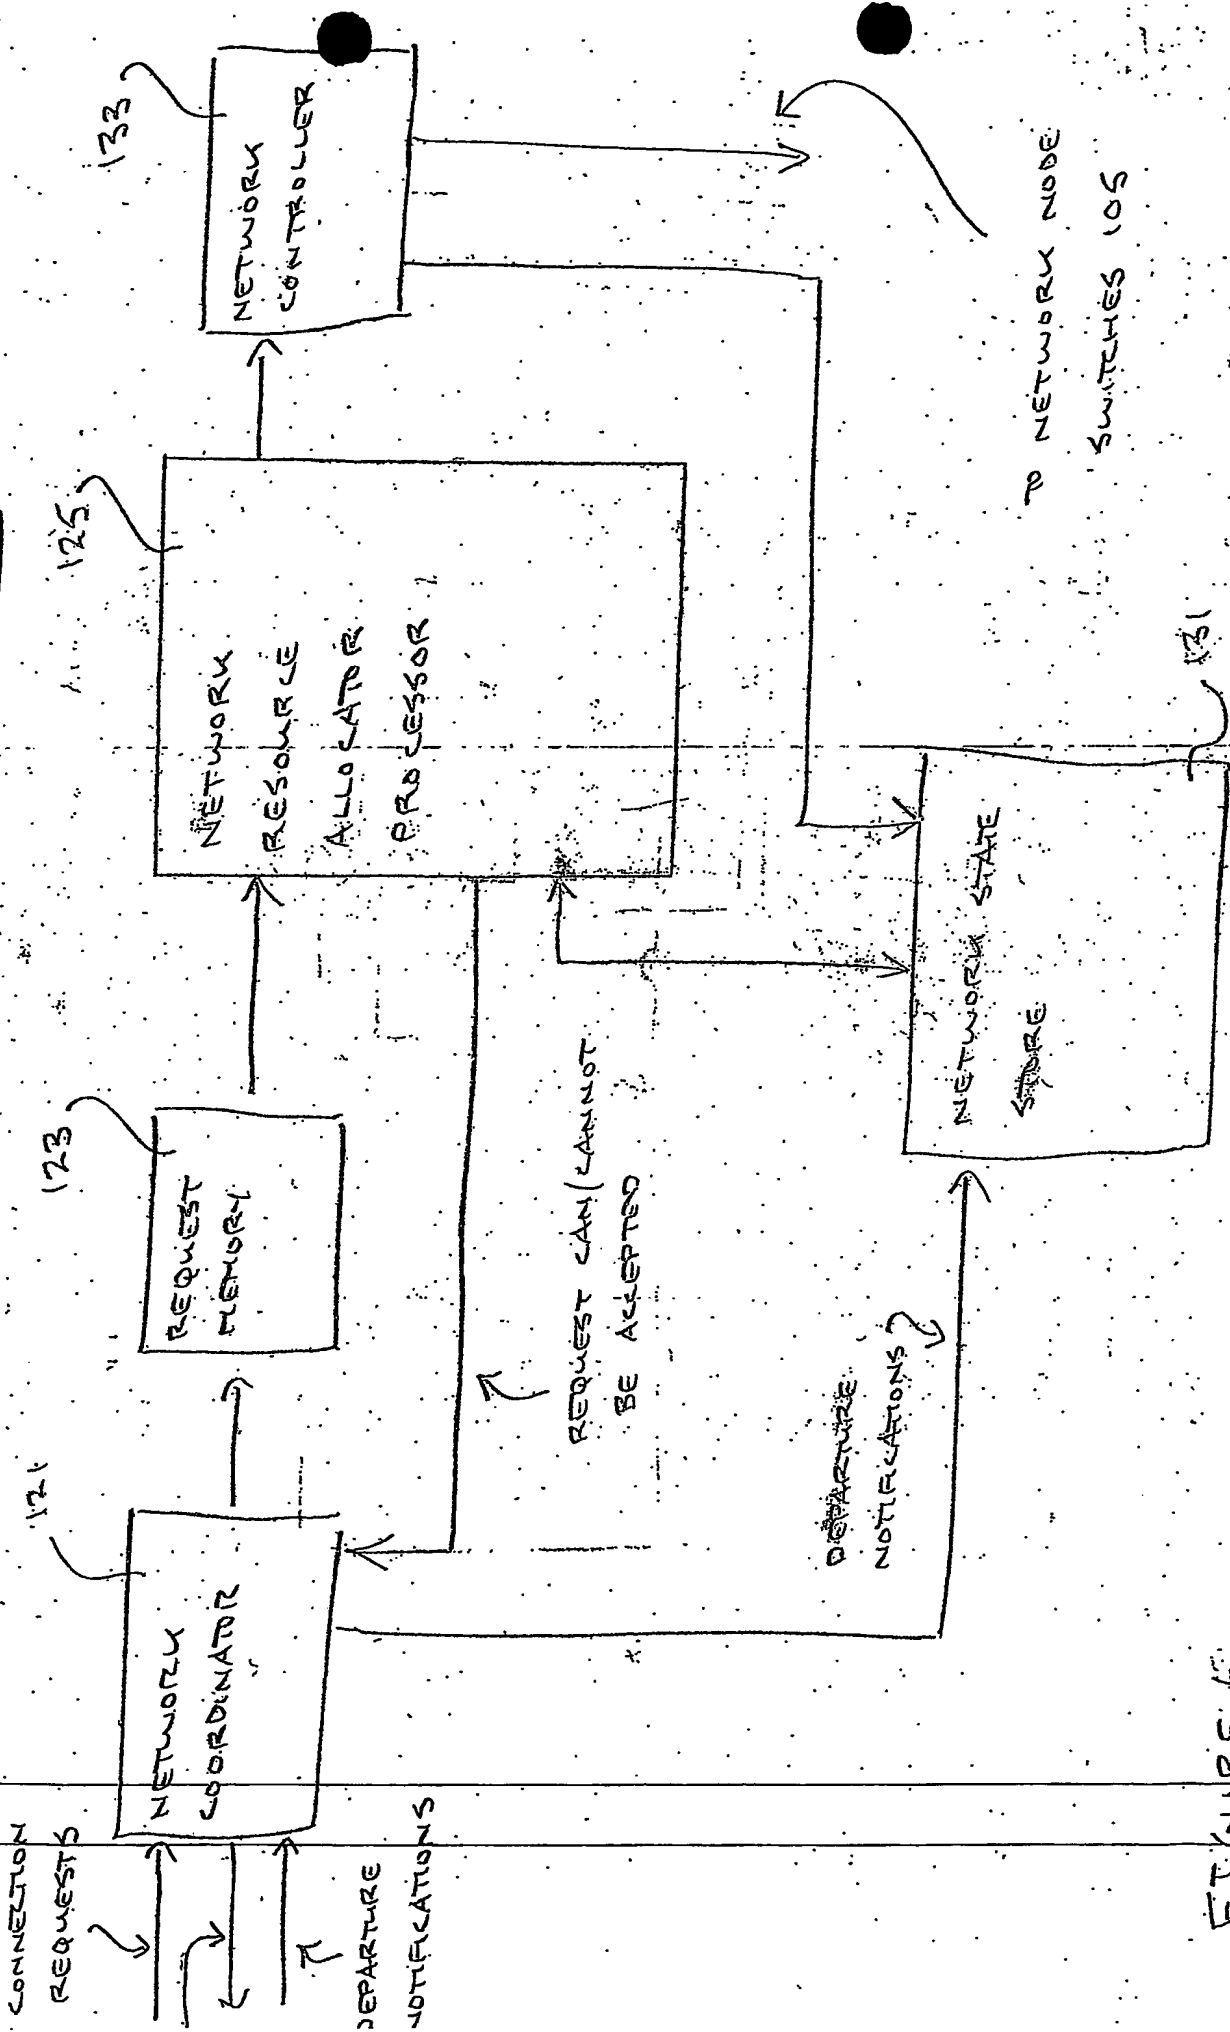 CONNECTION
REQUESTS
DEPARTURE
NOTIFICATIONS
121
NETWORK
COORDINATOR
123
REQUEST
MEMORY
REQUEST CAN/CANNOT
BE ACCEPTED
DEPARTURE
NOTIFICATIONS
125
NETWORK
RESOURCE
ALLOCATOR
PROCESSOR
NETWORK STATE
STORE
131
133
NETWORK
CONTROLLER
TO NETWORK NODE
SWITCHES 105